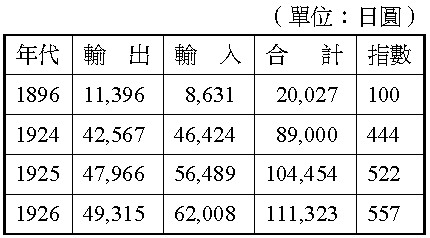 （單位：日圓）
年代 輸出 輸入 合計 指數
1896 11,396 8,631 20,027 100
1924 42,567 46,424 89,000 444
1925 47,966 56,489 104,454 522
1926 49,315 62,008 111,323 557